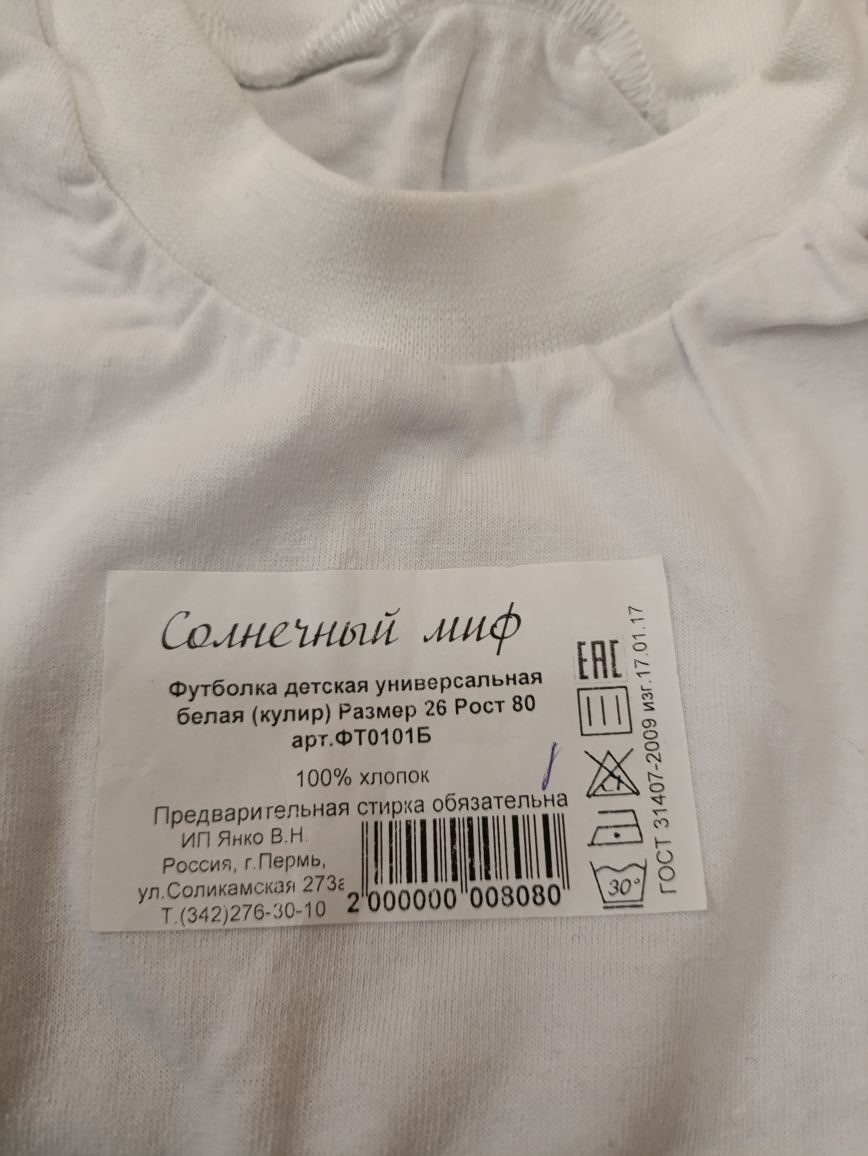 Солнечный миф
Футболка детская универсальная
белая (кулир) Размер 26 Рост 80
арт.ФТ0101Б
100% хлопок
Предварительная стирка обязательна
ИП Янко В.Н.
Россия, г.Пермь,
ул.Соликамская 273а
Т.(342)276-30-10
2 000000 008080
EAC
Cl
30°
ГОСТ 31407-2009 изг.17.01.17